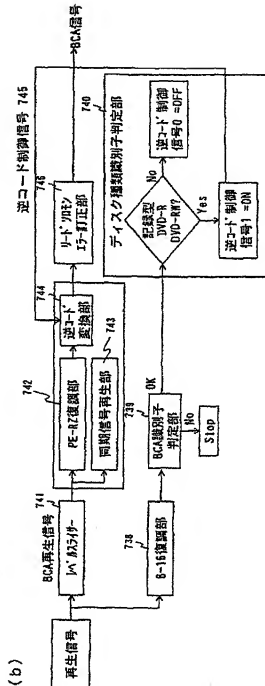 (b)
再生信号
BCA再生信号
741
レベルスライサー
742
PE-RZ復調部
743
同期信号再生部
744
逆コード
変換部
746
リードソロモン
エラー訂正部
BCA信号
逆コード制御信号 745
738
8-16復調部
739
BCA識別子
判定部
OK
No
Stop
740
ディスク種類識別子判定部
記録型
DVD-R
DVD-RW?
No
逆コード制御
信号0 =OFF
Yes
逆コード制御
信号1 =ON